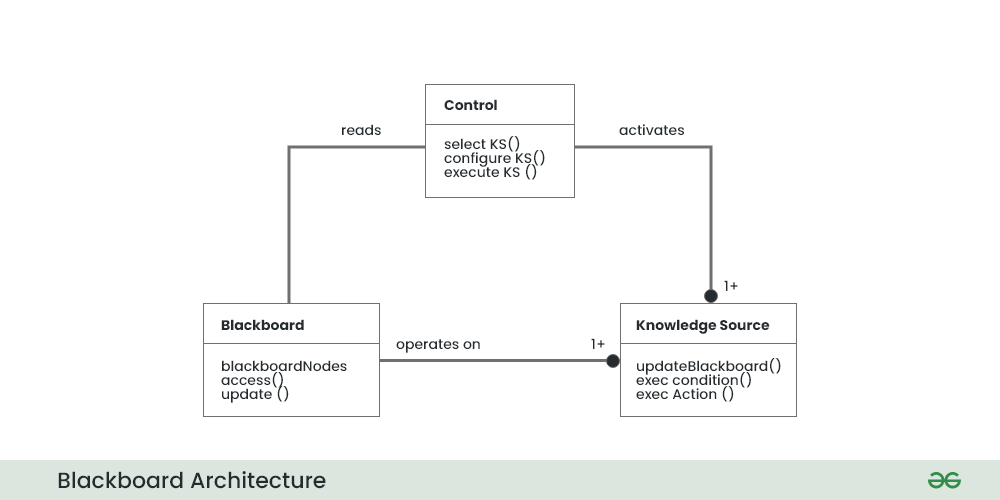 Control
reads
activates
select KS()
configure KS()
execute KS ()
1+
Blackboard
Knowledge Source
operates on
1+
blackboardNodes
access()
update ()
updateBlackboard()
exec condition()
exec Action ()
Blackboard Architecture